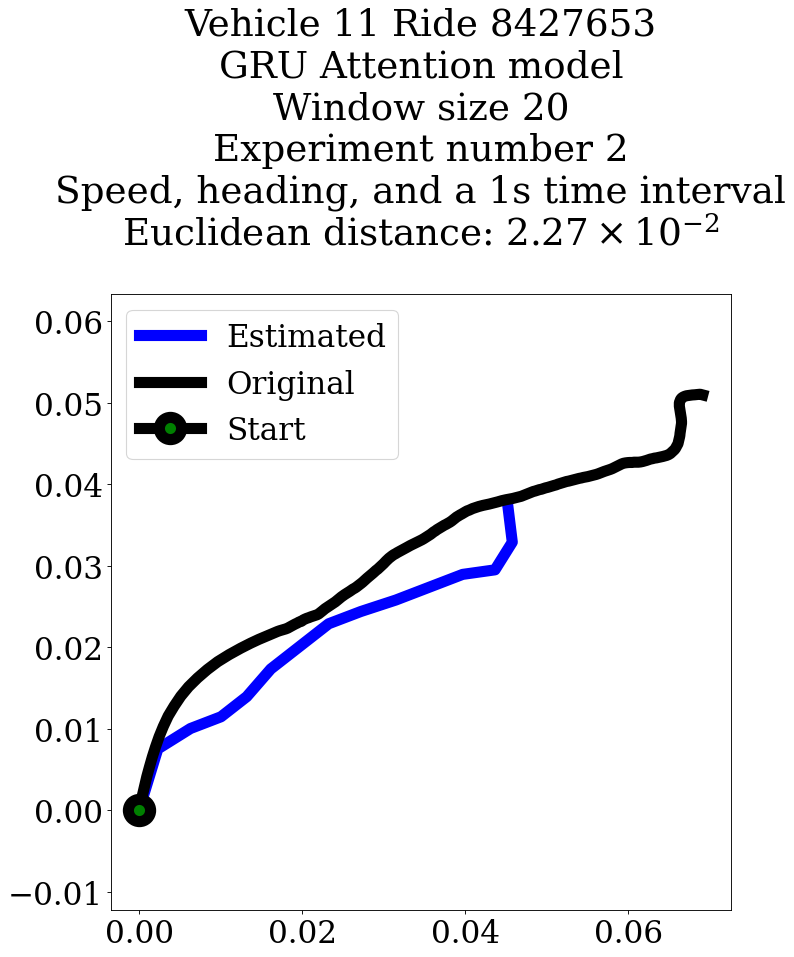 Vehicle 11 Ride 8427653
GRU Attention model
Window size 20
Experiment number 2
Speed, heading, and a 1s time interval
Euclidean distance: 2.27 × 10⁻²
Estimated
Original
Start
0.06
0.05
0.04
0.03
0.02
0.01
0.00
−0.01
0.00 0.02 0.04 0.06